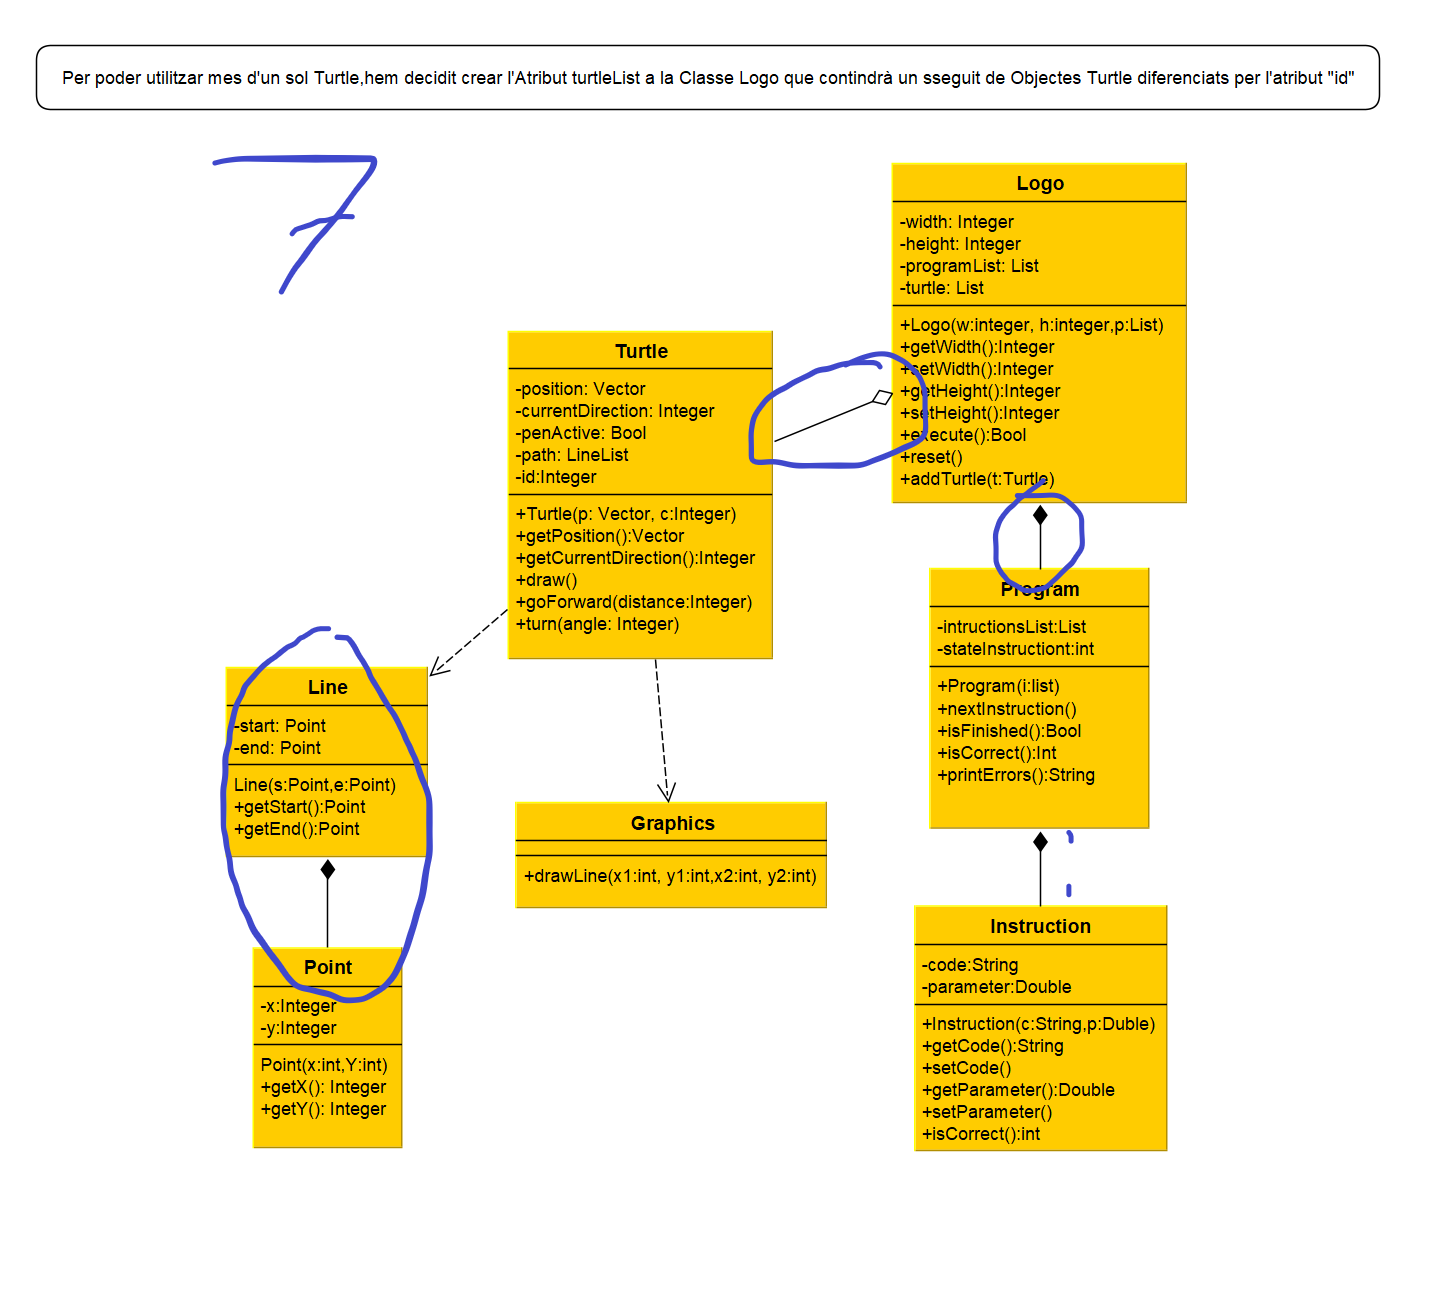 Per poder utilitzar mes d'un sol Turtle,hem decidit crear l'Atribut turtleList a la Classe Logo que contindrà un sseguit de Objectes Turtle diferenciats per l'atribut "id"
7
Logo
-width: Integer
-height: Integer
-programList: List
-turtle: List
+Logo(w:integer, h:integer,p:List)
+getWidth():Integer
+setWidth():Integer
+getHeight():Integer
+setHeight():Integer
+execute():Bool
+reset()
+addTurtle(t:Turtle)
Turtle
-position: Vector
-currentDirection: Integer
-penActive: Bool
-path: LineList
-id:Integer
+Turtle(p: Vector, c:Integer)
+getPosition():Vector
+getCurrentDirection():Integer
+draw()
+goForward(distance:Integer)
+turn(angle: Integer)
Program
-intructionsList:List
-stateInstructiont:int
+Program(i:list)
+nextInstruction()
+isFinished():Bool
+isCorrect():Int
+printErrors():String
Line
-start: Point
-end: Point
Line(s:Point,e:Point)
+getStart():Point
+getEnd():Point
Graphics
+drawLine(x1:int, y1:int,x2:int, y2:int)
Point
-x:Integer
-y:Integer
Point(x:int,Y:int)
+getX(): Integer
+getY(): Integer
Instruction
-code:String
-parameter:Double
+Instruction(c:String,p:Duble)
+getCode():String
+setCode()
+getParameter():Double
+setParameter()
+isCorrect():int